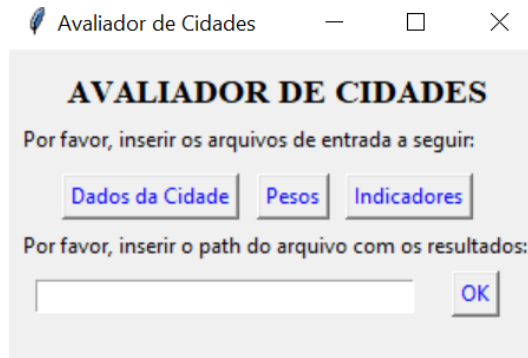 Avaliador de Cidades
AVALIADOR DE CIDADES
Por favor, inserir os arquivos de entrada a seguir:
Dados da Cidade Pesos Indicadores
Por favor, inserir o path do arquivo com os resultados:
OK